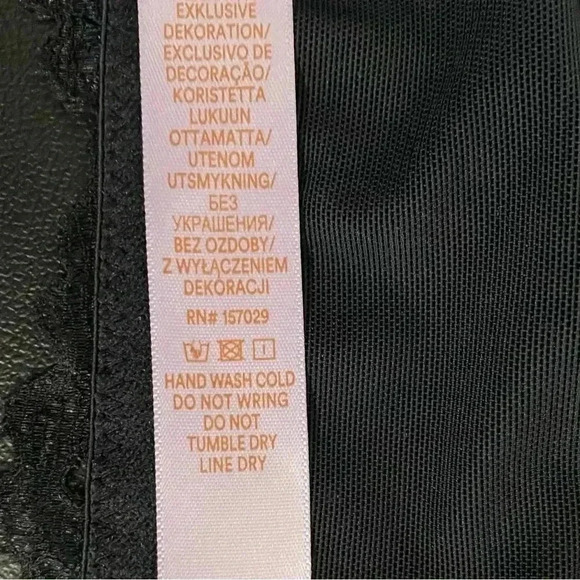 EXKLUSIVE
DEKORATION/
EXCLUSIVO DE
DECORAÇÃO/
KORISTETTA
LUKUUN
OTTAMATTA/
UTENOM
UTSMYKNING/
БЕЗ
УКРАШЕНИЯ/
BEZ OZDOBY/
Z WYŁĄCZENIEM
DEKORACJI
RN# 157029
HAND WASH COLD
DO NOT WRING
DO NOT
TUMBLE DRY
LINE DRY